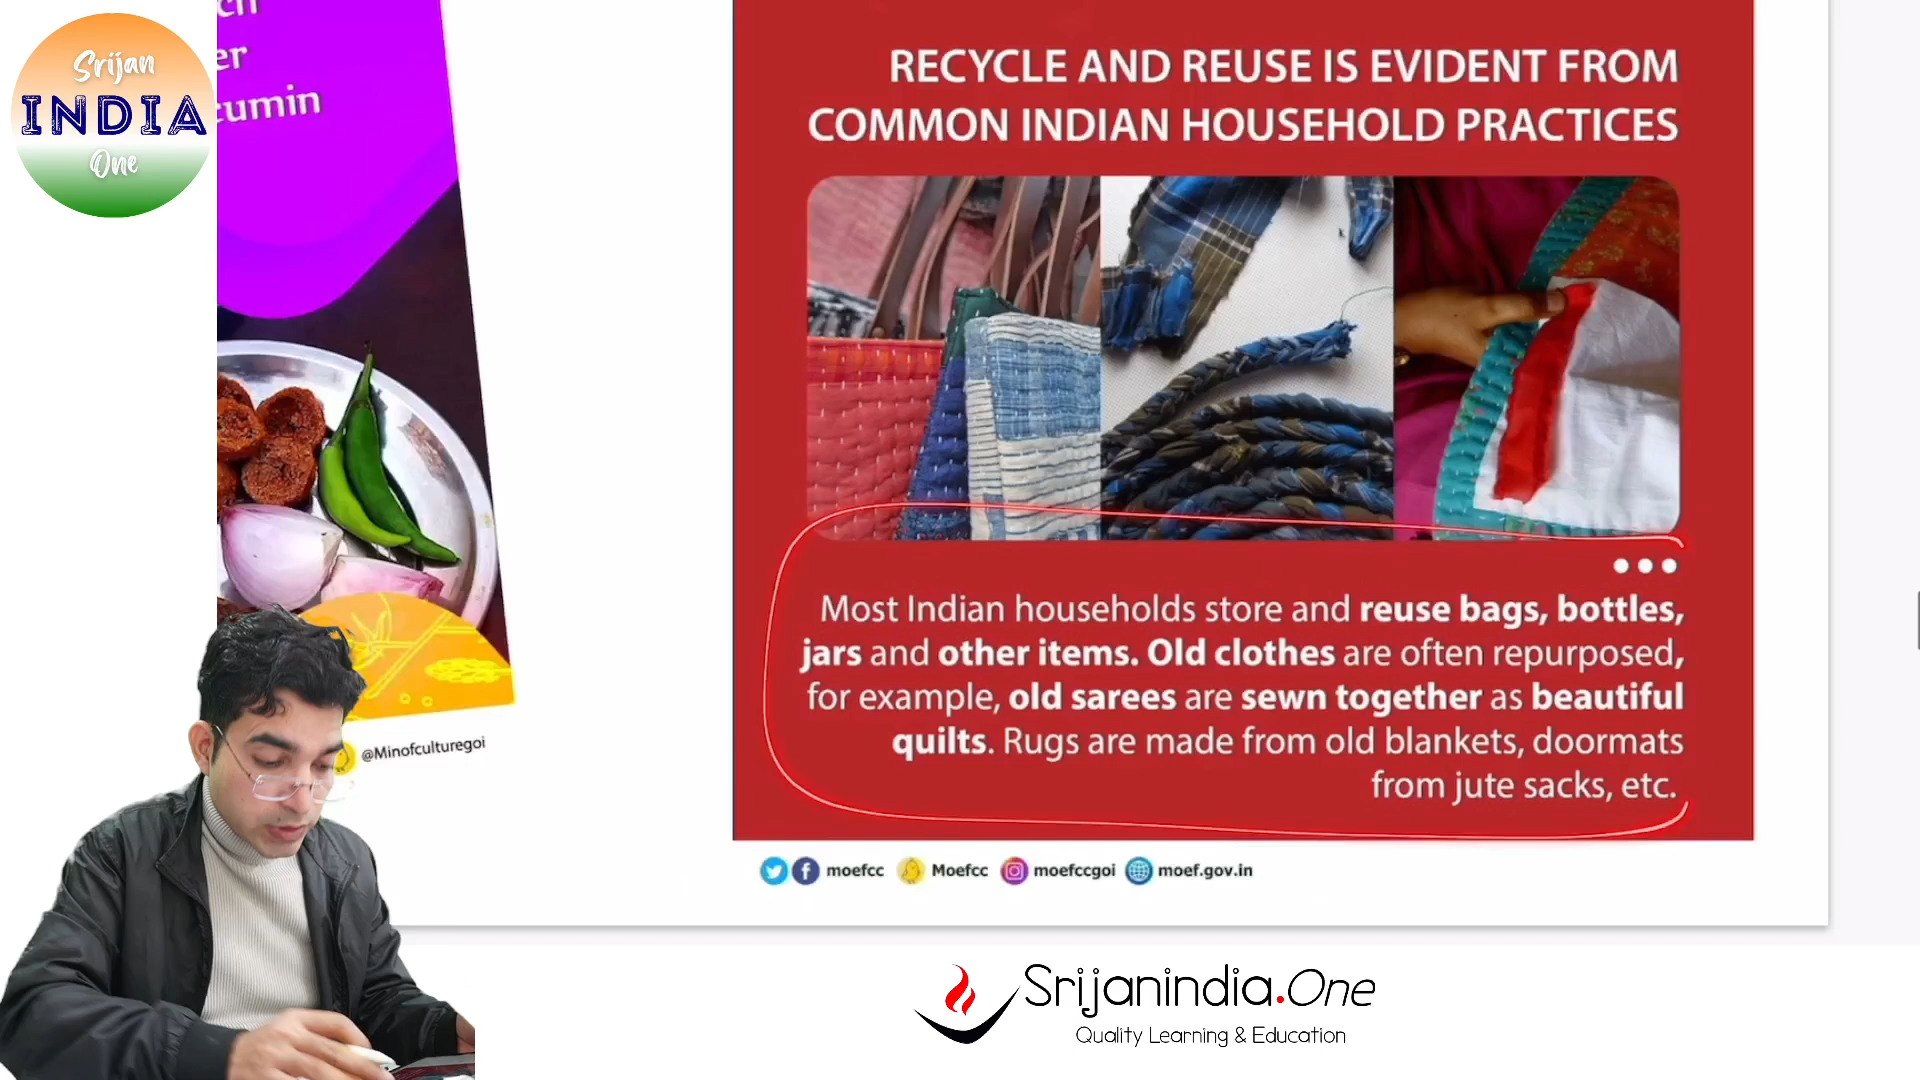 Srijan
INDIA
One
er
cumin
@Minofculturegoi
RECYCLE AND REUSE IS EVIDENT FROM
COMMON INDIAN HOUSEHOLD PRACTICES
Most Indian households store and reuse bags, bottles,
jars and other items. Old clothes are often repurposed,
for example, old sarees are sewn together as beautiful
quilts. Rugs are made from old blankets, doormats
from jute sacks, etc.
moefcc Moefcc moefccgoi moef.gov.in
Srijanindia.One
Quality Learning & Education